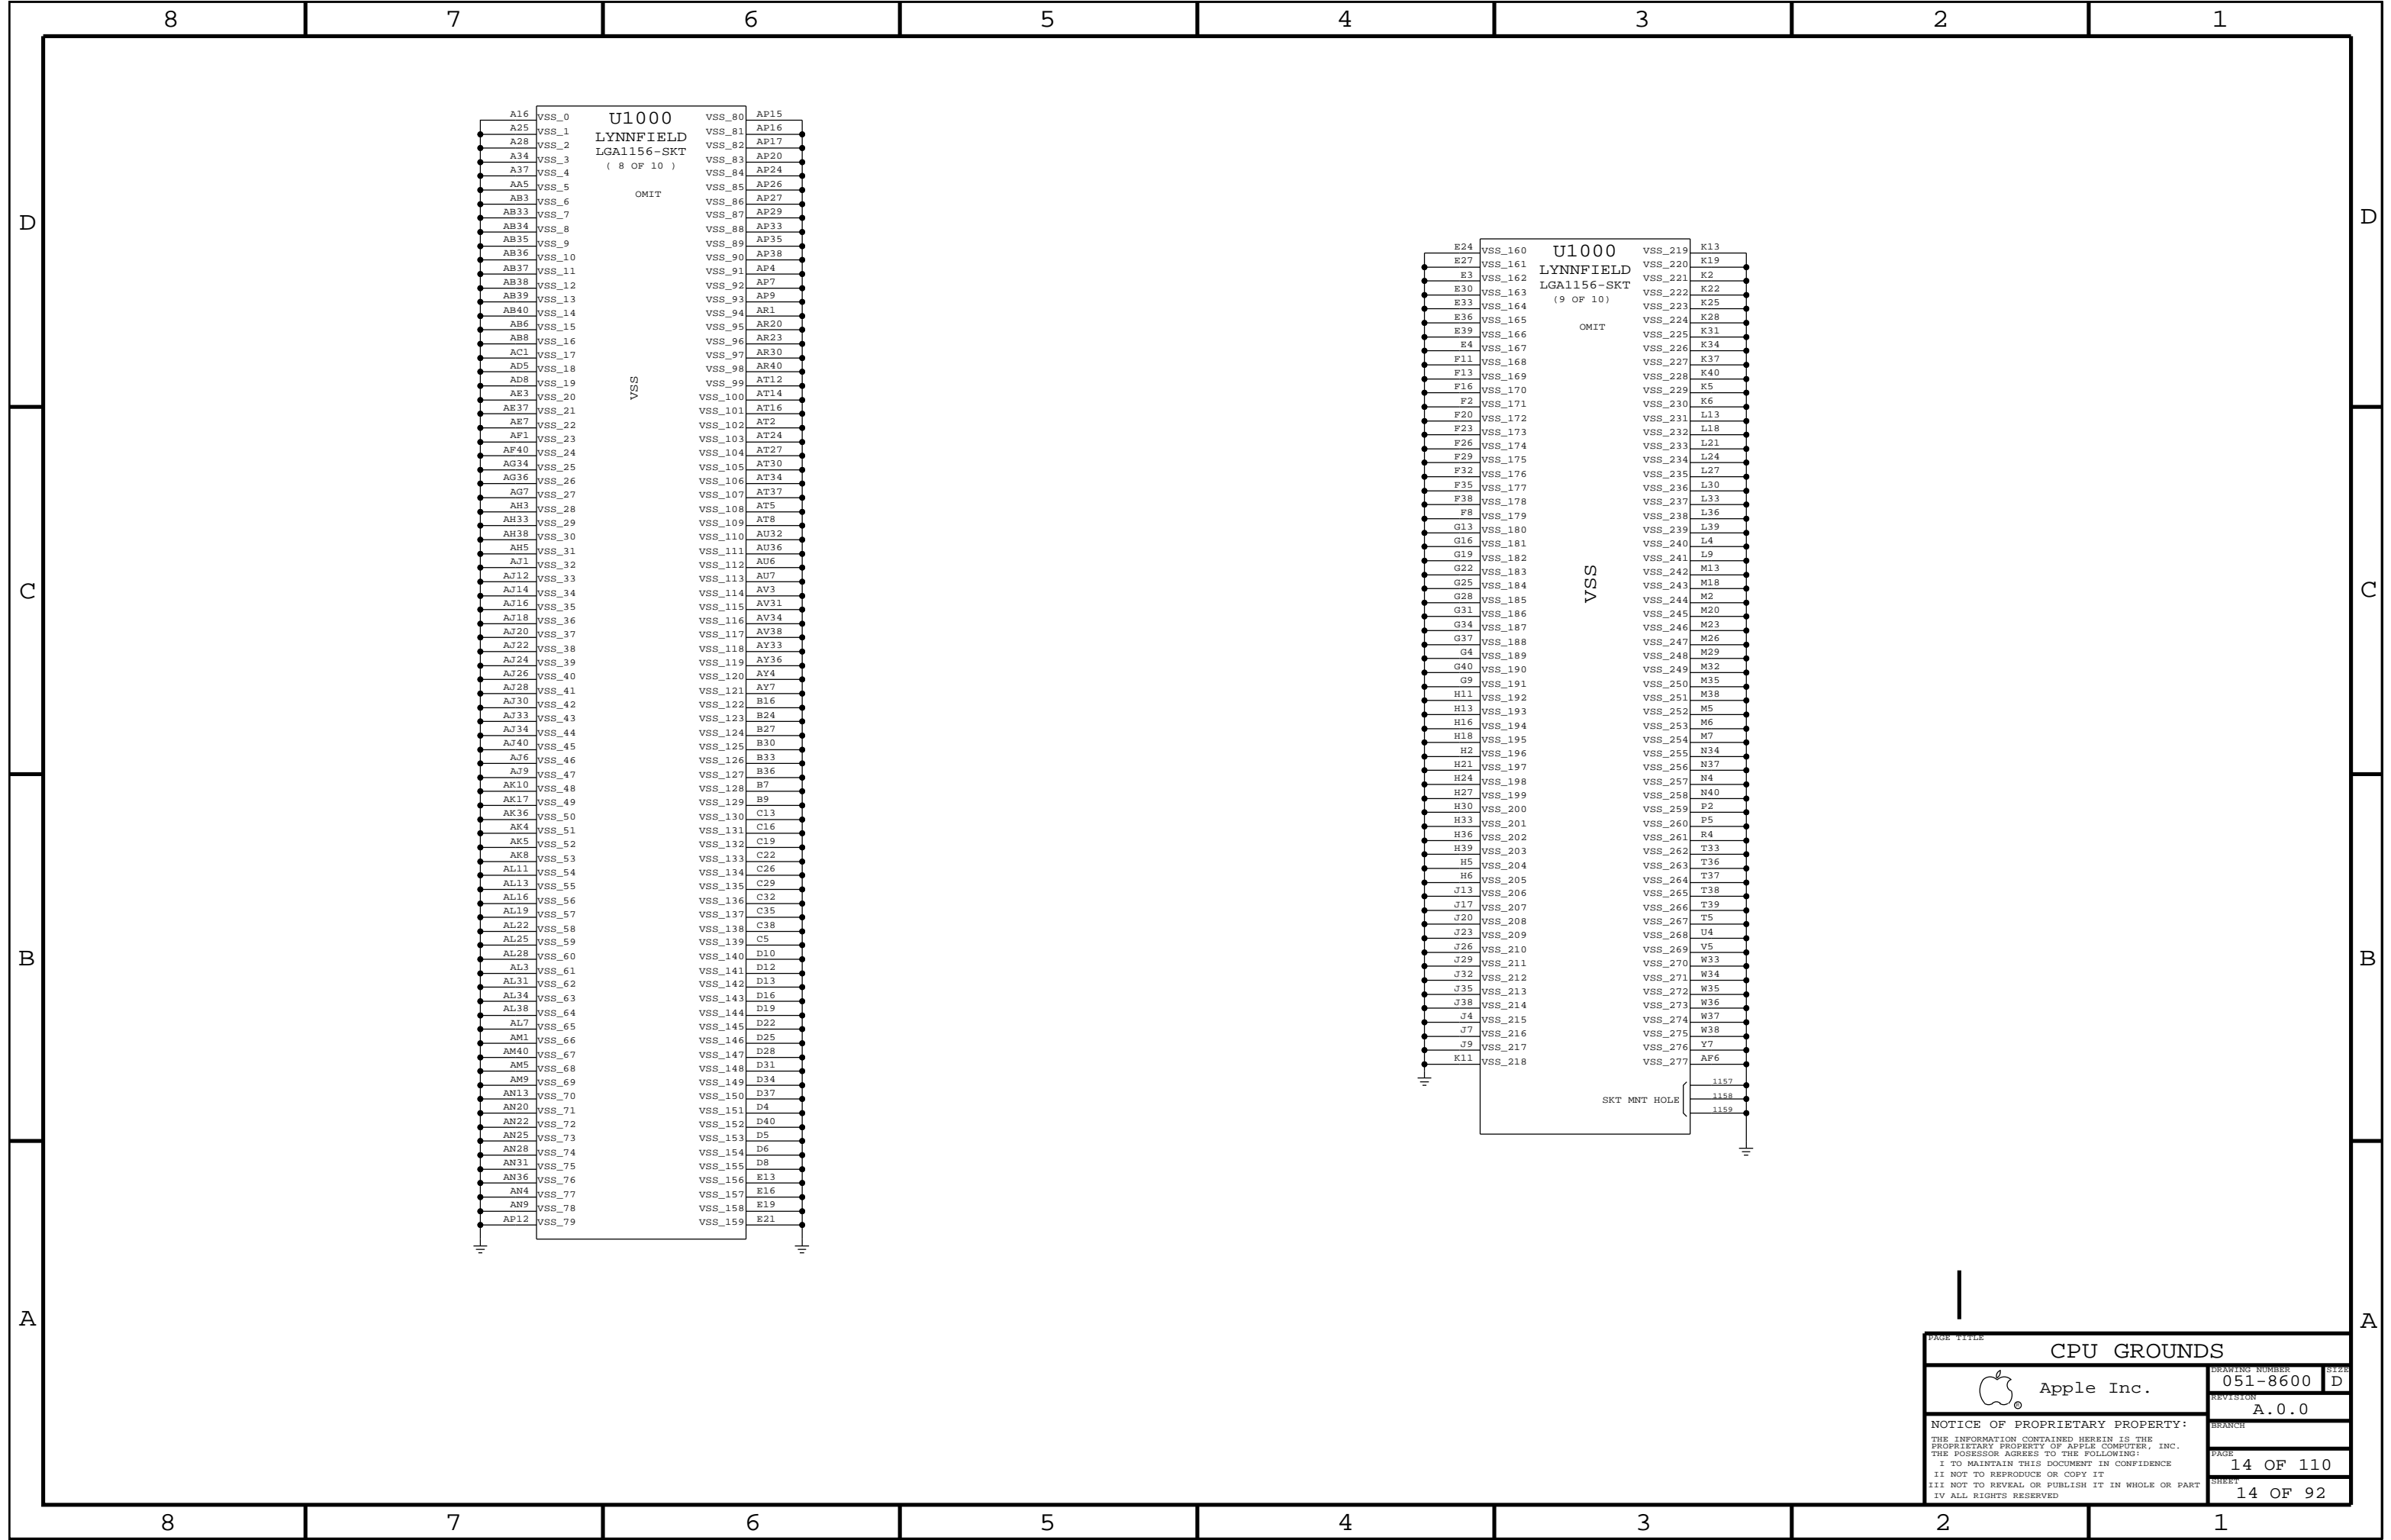 8 7 6 5 4 3 2 1
U1000
LYNNFIELD
LGA1156-SKT
( 8 OF 10 )
OMIT
VSS
A16 VSS_0 VSS_80 AP15
A25 VSS_1 VSS_81 AP16
A28 VSS_2 VSS_82 AP17
A34 VSS_3 VSS_83 AP20
A37 VSS_4 VSS_84 AP24
AA5 VSS_5 VSS_85 AP26
AB3 VSS_6 VSS_86 AP27
AB33 VSS_7 VSS_87 AP29
AB34 VSS_8 VSS_88 AP33
AB35 VSS_9 VSS_89 AP35
AB36 VSS_10 VSS_90 AP38
AB37 VSS_11 VSS_91 AP4
AB38 VSS_12 VSS_92 AP7
AB39 VSS_13 VSS_93 AP9
AB40 VSS_14 VSS_94 AR1
AB6 VSS_15 VSS_95 AR20
AB8 VSS_16 VSS_96 AR23
AC1 VSS_17 VSS_97 AR30
AD5 VSS_18 VSS_98 AR40
AD8 VSS_19 VSS_99 AT12
AE3 VSS_20 VSS_100 AT14
AE37 VSS_21 VSS_101 AT16
AE7 VSS_22 VSS_102 AT2
AF1 VSS_23 VSS_103 AT24
AF40 VSS_24 VSS_104 AT27
AG34 VSS_25 VSS_105 AT30
AG36 VSS_26 VSS_106 AT34
AG7 VSS_27 VSS_107 AT37
AH3 VSS_28 VSS_108 AT5
AH33 VSS_29 VSS_109 AT8
AH38 VSS_30 VSS_110 AU32
AH5 VSS_31 VSS_111 AU36
AJ1 VSS_32 VSS_112 AU6
AJ12 VSS_33 VSS_113 AU7
AJ14 VSS_34 VSS_114 AV3
AJ16 VSS_35 VSS_115 AV31
AJ18 VSS_36 VSS_116 AV34
AJ20 VSS_37 VSS_117 AV38
AJ22 VSS_38 VSS_118 AY33
AJ24 VSS_39 VSS_119 AY36
AJ26 VSS_40 VSS_120 AY4
AJ28 VSS_41 VSS_121 AY7
AJ30 VSS_42 VSS_122 B16
AJ33 VSS_43 VSS_123 B24
AJ34 VSS_44 VSS_124 B27
AJ40 VSS_45 VSS_125 B30
AJ6 VSS_46 VSS_126 B33
AJ9 VSS_47 VSS_127 B36
AK10 VSS_48 VSS_128 B7
AK17 VSS_49 VSS_129 B9
AK36 VSS_50 VSS_130 C13
AK4 VSS_51 VSS_131 C16
AK5 VSS_52 VSS_132 C19
AK8 VSS_53 VSS_133 C22
AL11 VSS_54 VSS_134 C26
AL13 VSS_55 VSS_135 C29
AL16 VSS_56 VSS_136 C32
AL19 VSS_57 VSS_137 C35
AL22 VSS_58 VSS_138 C38
AL25 VSS_59 VSS_139 C5
AL28 VSS_60 VSS_140 D10
AL3 VSS_61 VSS_141 D12
AL31 VSS_62 VSS_142 D13
AL34 VSS_63 VSS_143 D16
AL38 VSS_64 VSS_144 D19
AL7 VSS_65 VSS_145 D22
AM1 VSS_66 VSS_146 D25
AM40 VSS_67 VSS_147 D28
AM5 VSS_68 VSS_148 D31
AM9 VSS_69 VSS_149 D34
AN13 VSS_70 VSS_150 D37
AN20 VSS_71 VSS_151 D4
AN22 VSS_72 VSS_152 D40
AN25 VSS_73 VSS_153 D5
AN28 VSS_74 VSS_154 D6
AN31 VSS_75 VSS_155 D8
AN36 VSS_76 VSS_156 E13
AN4 VSS_77 VSS_157 E16
AN9 VSS_78 VSS_158 E19
AP12 VSS_79 VSS_159 E21
U1000
LYNNFIELD
LGA1156-SKT
(9 OF 10)
OMIT
VSS
E24 VSS_160 VSS_219 K13
E27 VSS_161 VSS_220 K19
E3 VSS_162 VSS_221 K2
E30 VSS_163 VSS_222 K22
E33 VSS_164 VSS_223 K25
E36 VSS_165 VSS_224 K28
E39 VSS_166 VSS_225 K31
E4 VSS_167 VSS_226 K34
F11 VSS_168 VSS_227 K37
F13 VSS_169 VSS_228 K40
F16 VSS_170 VSS_229 K5
F2 VSS_171 VSS_230 K6
F20 VSS_172 VSS_231 L13
F23 VSS_173 VSS_232 L18
F26 VSS_174 VSS_233 L21
F29 VSS_175 VSS_234 L24
F32 VSS_176 VSS_235 L27
F35 VSS_177 VSS_236 L30
F38 VSS_178 VSS_237 L33
F8 VSS_179 VSS_238 L36
G13 VSS_180 VSS_239 L39
G16 VSS_181 VSS_240 L4
G19 VSS_182 VSS_241 L9
G22 VSS_183 VSS_242 M13
G25 VSS_184 VSS_243 M18
G28 VSS_185 VSS_244 M2
G31 VSS_186 VSS_245 M20
G34 VSS_187 VSS_246 M23
G37 VSS_188 VSS_247 M26
G4 VSS_189 VSS_248 M29
G40 VSS_190 VSS_249 M32
G9 VSS_191 VSS_250 M35
H11 VSS_192 VSS_251 M38
H13 VSS_193 VSS_252 M5
H16 VSS_194 VSS_253 M6
H18 VSS_195 VSS_254 M7
H2 VSS_196 VSS_255 N34
H21 VSS_197 VSS_256 N37
H24 VSS_198 VSS_257 N4
H27 VSS_199 VSS_258 N40
H30 VSS_200 VSS_259 P2
H33 VSS_201 VSS_260 P5
H36 VSS_202 VSS_261 R4
H39 VSS_203 VSS_262 T33
H5 VSS_204 VSS_263 T36
H6 VSS_205 VSS_264 T37
J13 VSS_206 VSS_265 T38
J17 VSS_207 VSS_266 T39
J20 VSS_208 VSS_267 T5
J23 VSS_209 VSS_268 U4
J26 VSS_210 VSS_269 V5
J29 VSS_211 VSS_270 W33
J32 VSS_212 VSS_271 W34
J35 VSS_213 VSS_272 W35
J38 VSS_214 VSS_273 W36
J4 VSS_215 VSS_274 W37
J7 VSS_216 VSS_275 W38
J9 VSS_217 VSS_276 Y7
K11 VSS_218 VSS_277 AF6
1157
SKT MNT HOLE 1158
1159
D D
C C
B B
A A
PAGE TITLE
CPU GROUNDS
Apple Inc.
®
DRAWING NUMBER SIZE
051-8600 D
REVISION
A.0.0
BRANCH
NOTICE OF PROPRIETARY PROPERTY:
THE INFORMATION CONTAINED HEREIN IS THE
PROPRIETARY PROPERTY OF APPLE COMPUTER, INC.
THE POSESSOR AGREES TO THE FOLLOWING:
I TO MAINTAIN THIS DOCUMENT IN CONFIDENCE
II NOT TO REPRODUCE OR COPY IT
III NOT TO REVEAL OR PUBLISH IT IN WHOLE OR PART
IV ALL RIGHTS RESERVED
PAGE
14 OF 110
SHEET
14 OF 92
8 7 6 5 4 3 2 1